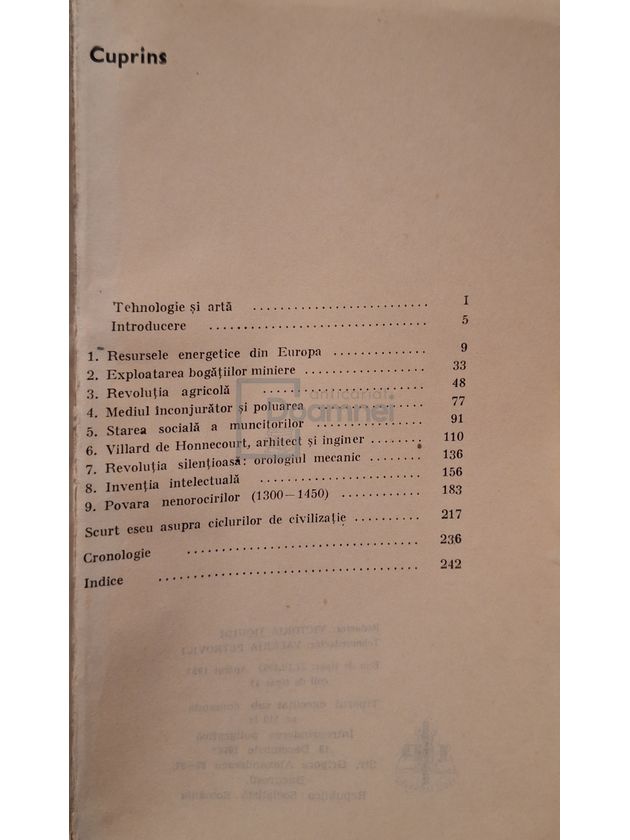 Cuprins
Tehnologie și artă . . . . . . . . . . . . . . . . . . . . . . . . . . I
Introducere . . . . . . . . . . . . . . . . . . . . . . . . . . . . . . . . 5
1. Resursele energetice din Europa . . . . . . . . . . . . . . 9
2. Exploatarea bogățiilor miniere . . . . . . . . . . . . . . . . . . 33
3. Revoluția agricolă . . . . . . . . . . . . . . . . . . . . . . . . 48
4. Mediul înconjurător și poluarea . . . . . . . . . . . . . . . . . . 77
5. Starea socială a muncitorilor . . . . . . . . . . . . . . . . 91
6. Villard de Honnecourt, arhitect și inginer . . . . . . . . 110
7. Revoluția silențioasă: orologiul mecanic . . . . . . . . 136
8. Invenția intelectuală . . . . . . . . . . . . . . . . . . . . . . . . 156
9. Povara nenorocirilor (1300—1450) . . . . . . . . . . . . 183
Scurt eseu asupra ciclurilor de civilizație . . . . . . . . . . 217
Cronologie . . . . . . . . . . . . . . . . . . . . . . . . . . . . . . . . . . 236
Indice . . . . . . . . . . . . . . . . . . . . . . . . . . . . . . . . . . . . . . 242
anticariat
Doamnei